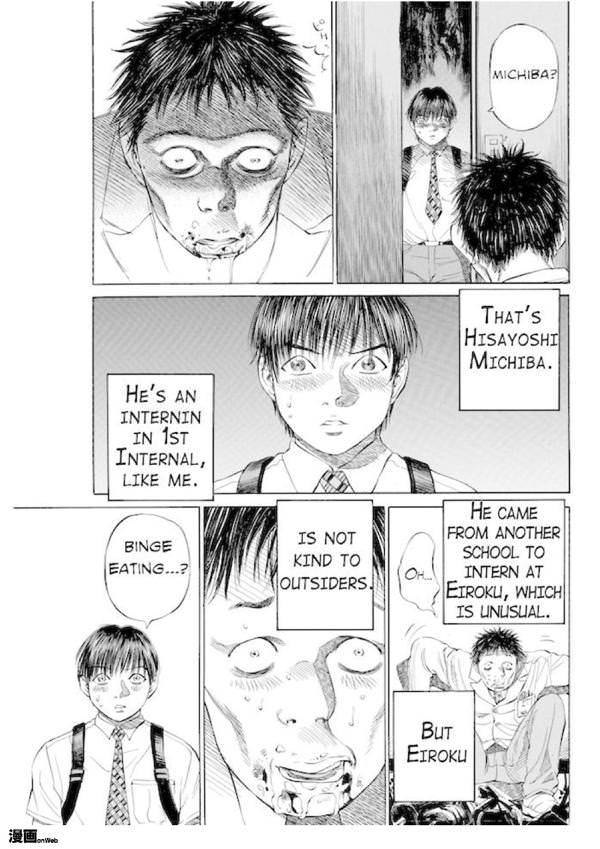 MICHIBA?
THAT'S
HISAYOSHI
MICHIBA.
HE'S AN
INTERNIN
IN 1ST
INTERNAL,
LIKE ME.
HE CAME
FROM ANOTHER
SCHOOL TO
INTERN AT
EIROKU, WHICH
IS UNUSUAL.
OH...
BUT
EIROKU
IS NOT
KIND TO
OUTSIDERS.
BINGE
EATING...?
漫画onWeb